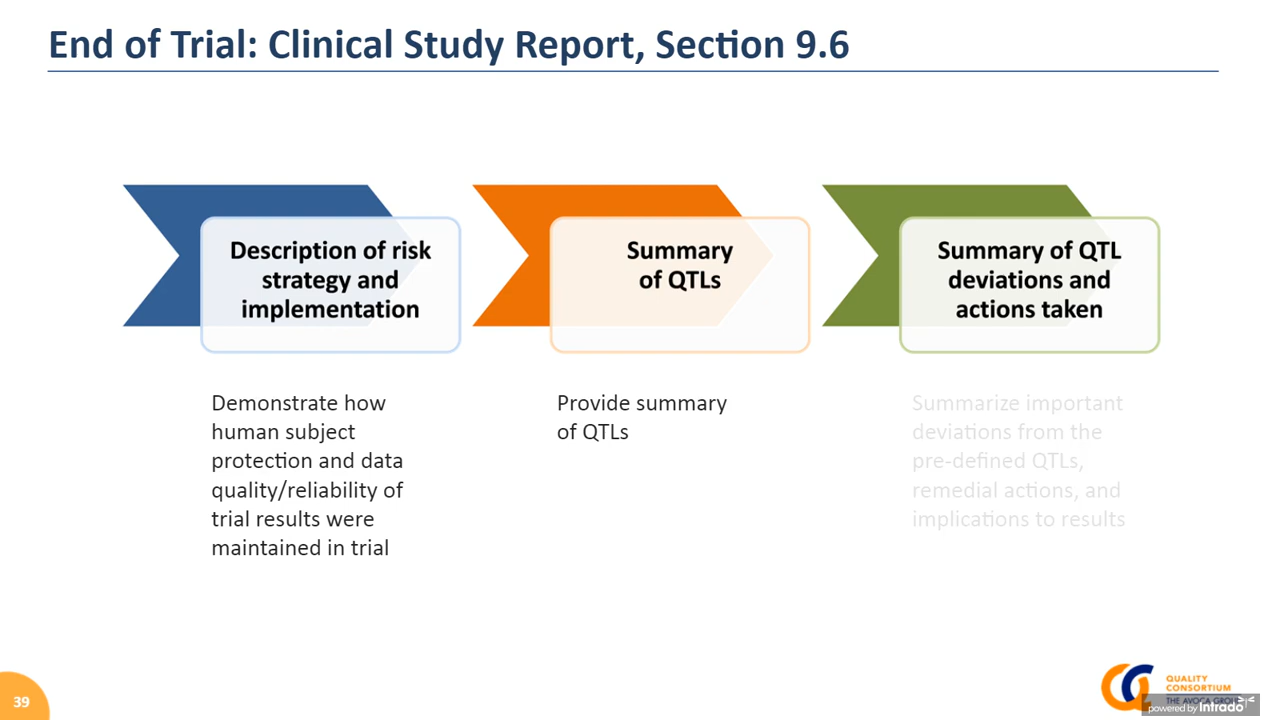 End of Trial: Clinical Study Report, Section 9.6
Description of risk
strategy and
implementation
Summary
of QTLs
Summary of QTL
deviations and
actions taken
Demonstrate how
human subject
protection and data
quality/reliability of
trial results were
maintained in trial
Provide summary
of QTLs
Summarize important
deviations from the
pre-defined QTLs,
remedial actions, and
implications to results
39
QUALITY
CONSORTIUM
THE AVOCA GROUP
powered by intrado